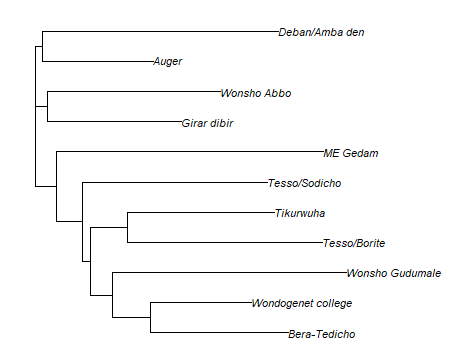 Deban/Amba den
Auger
Wonsho Abbo
Girar dibir
ME Gedam
Tesso/Sodicho
Tikurwuha
Tesso/Borite
Wonsho Gudumale
Wondogenet college
Bera-Tedicho